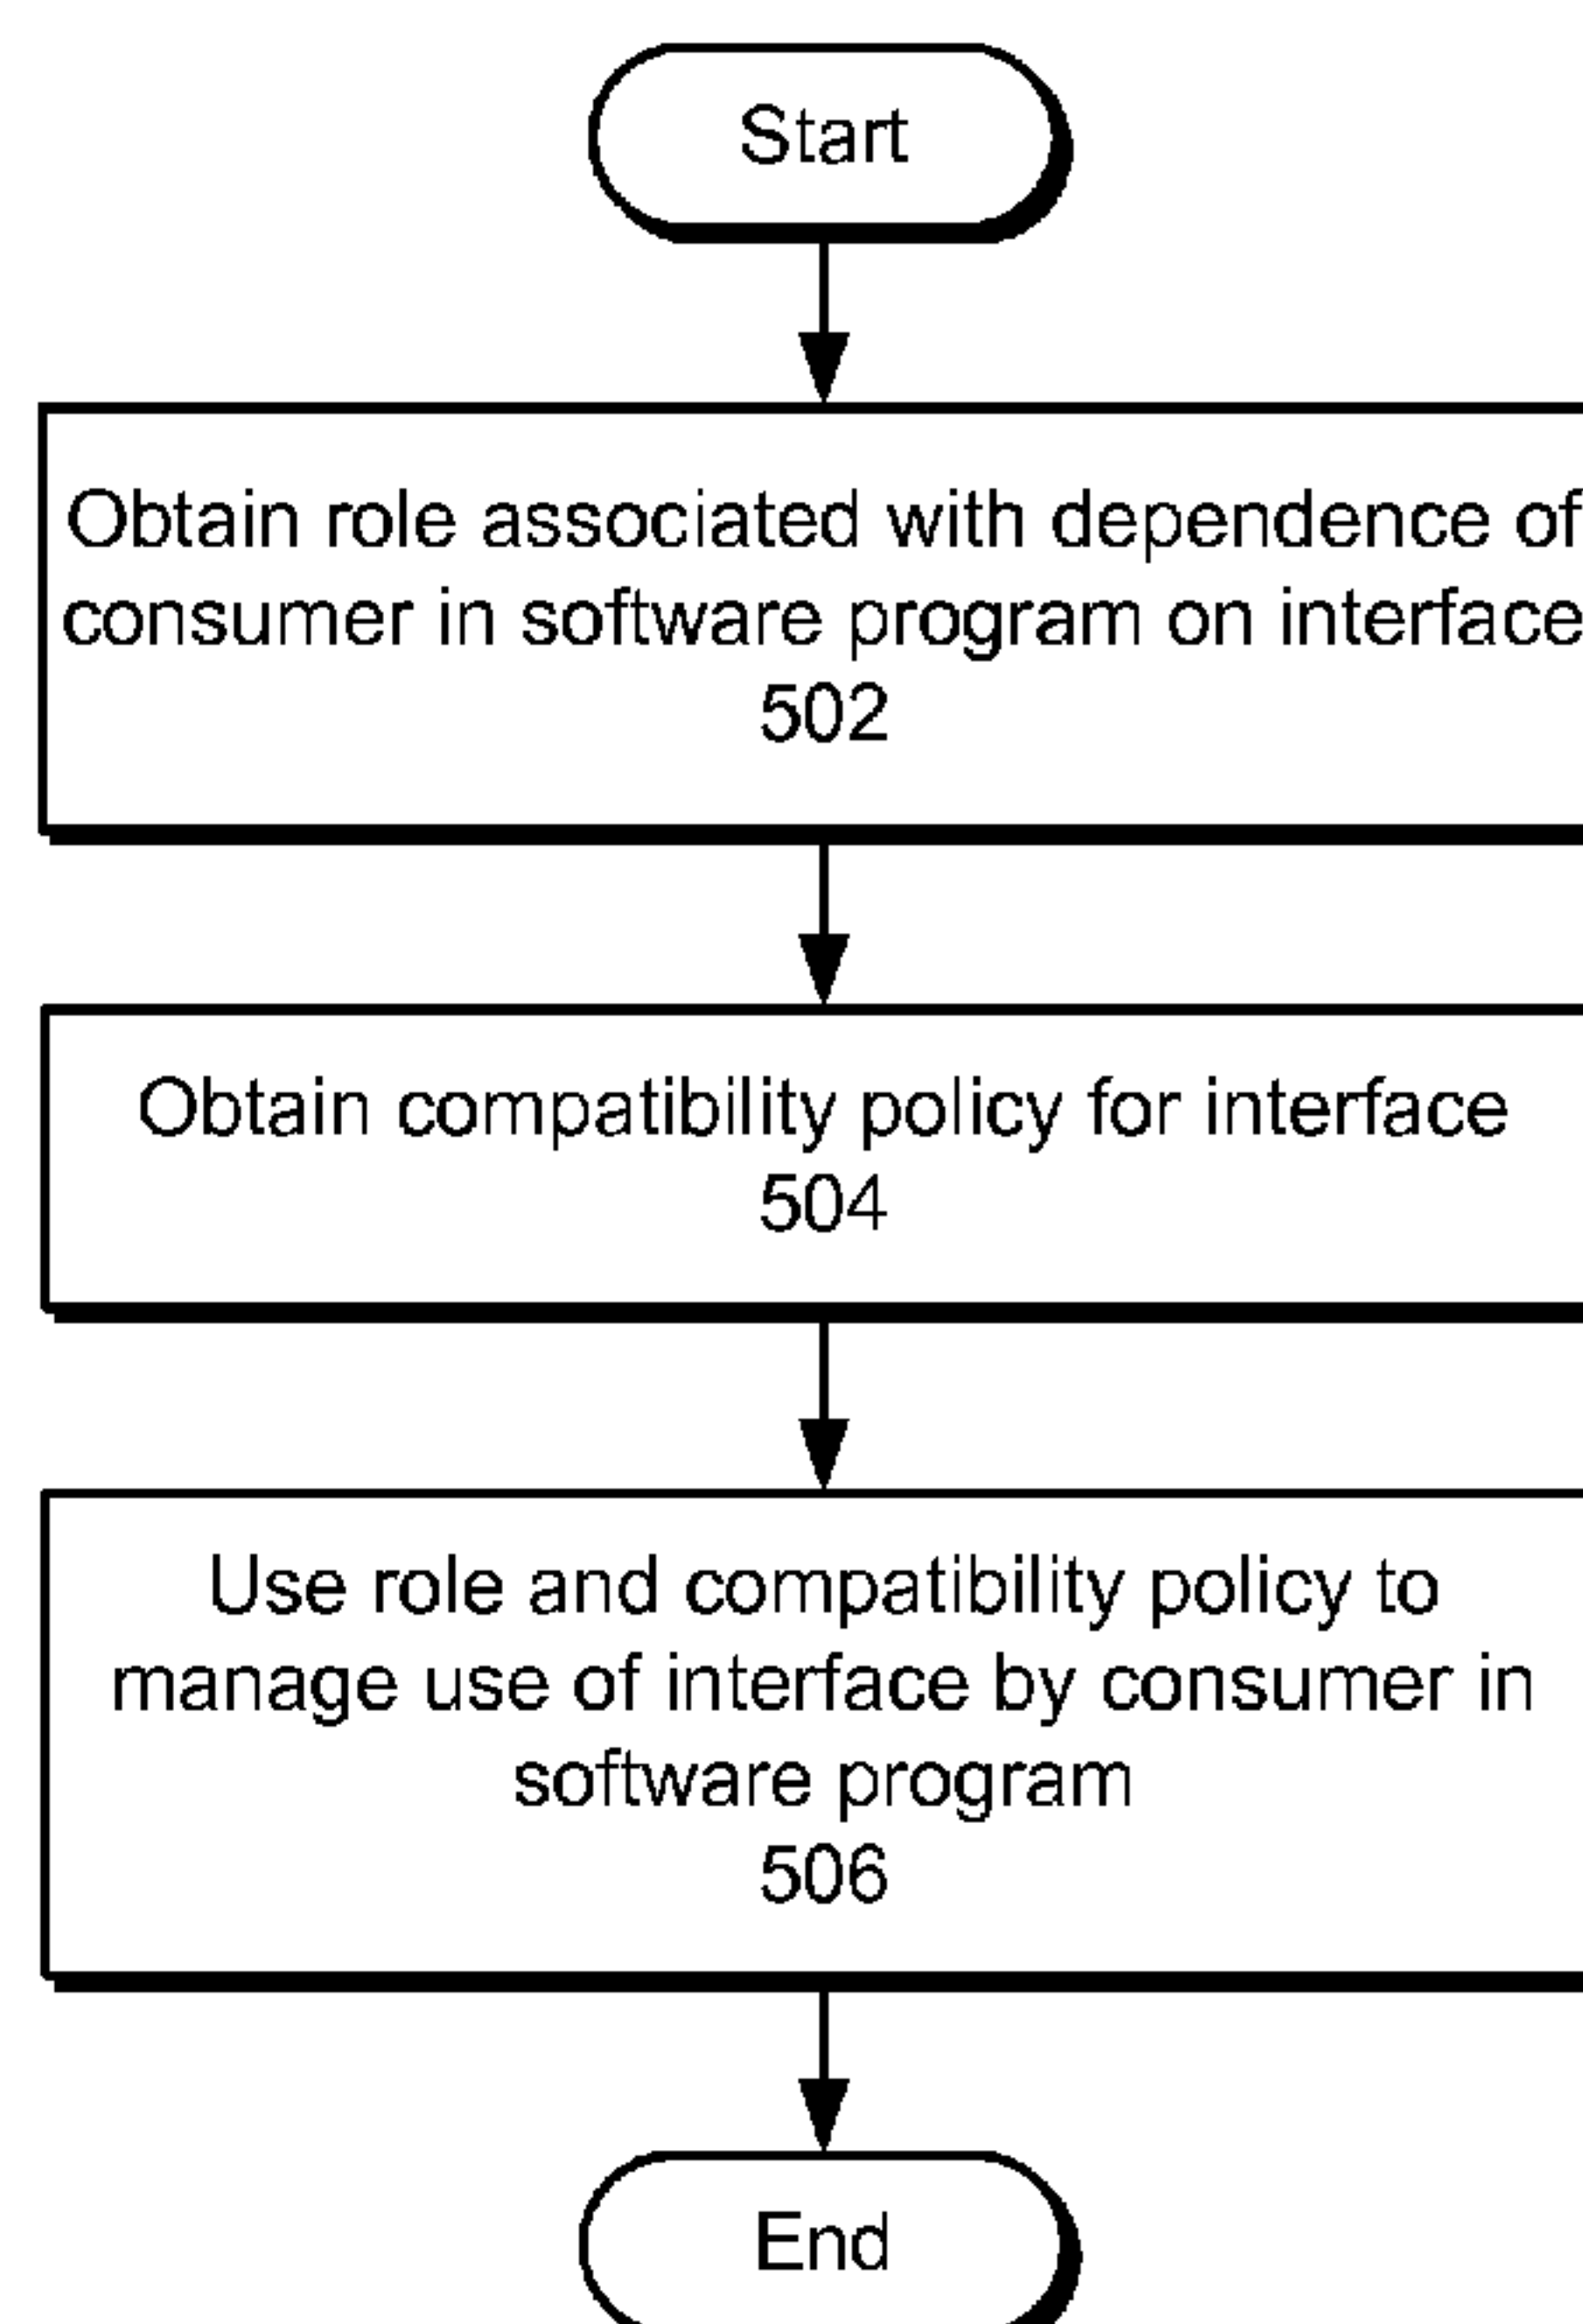 Start
Obtain role associated with dependence of
consumer in software program on interface
502
Obtain compatibility policy for interface
504
Use role and compatibility policy to
manage use of interface by consumer in
software program
506
End